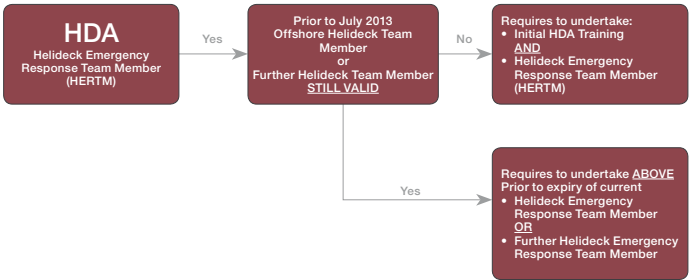 HDA
Helideck Emergency
Response Team Member
(HERTM)
Yes
Prior to July 2013
Offshore Helideck Team
Member
or
Further Helideck Team Member
STILL VALID
No
Requires to undertake:
• Initial HDA Training
AND
• Helideck Emergency
Response Team Member
(HERTM)
Yes
Requires to undertake ABOVE
Prior to expiry of current
• Helideck Emergency
Response Team Member
OR
• Further Helideck Emergency
Response Team Member